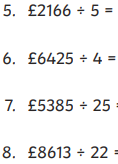 5. £2166 ÷ 5 =
6. £6425 ÷ 4 =
7. £5385 ÷ 25 =
8. £8613 ÷ 22 =